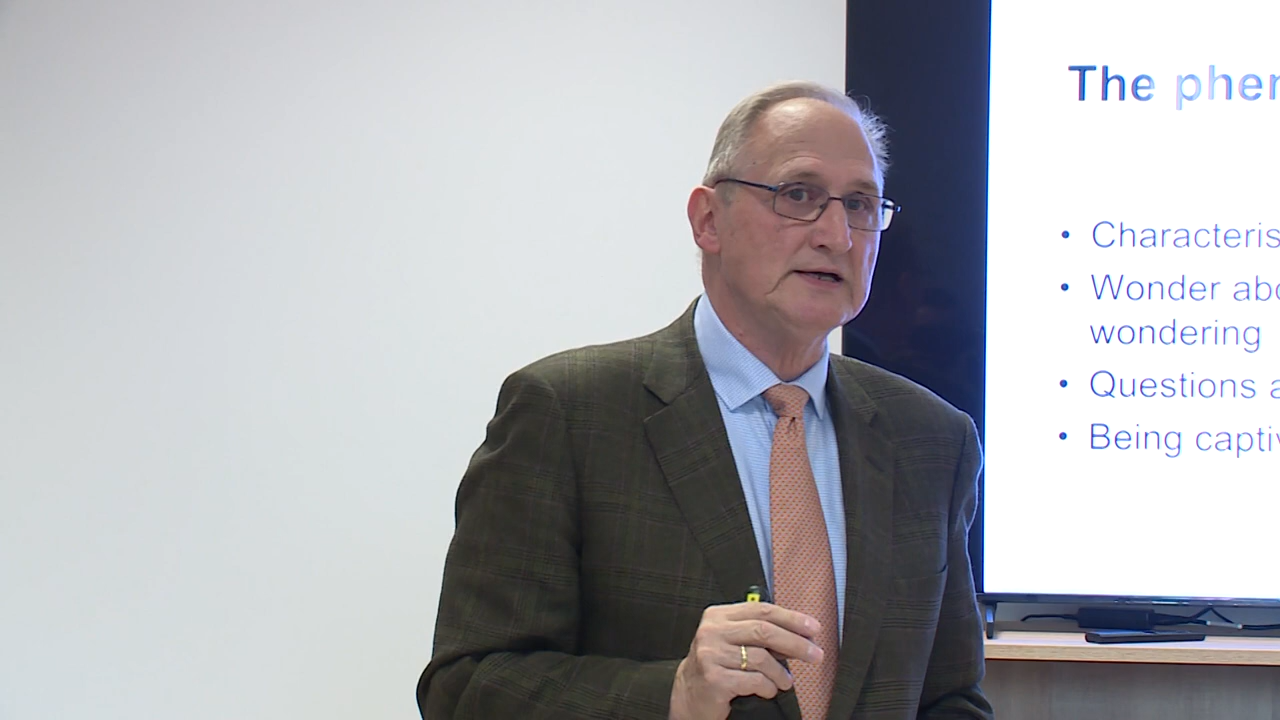 The phen
• Characteris
• Wonder abo
wondering
• Questions a
• Being captiv